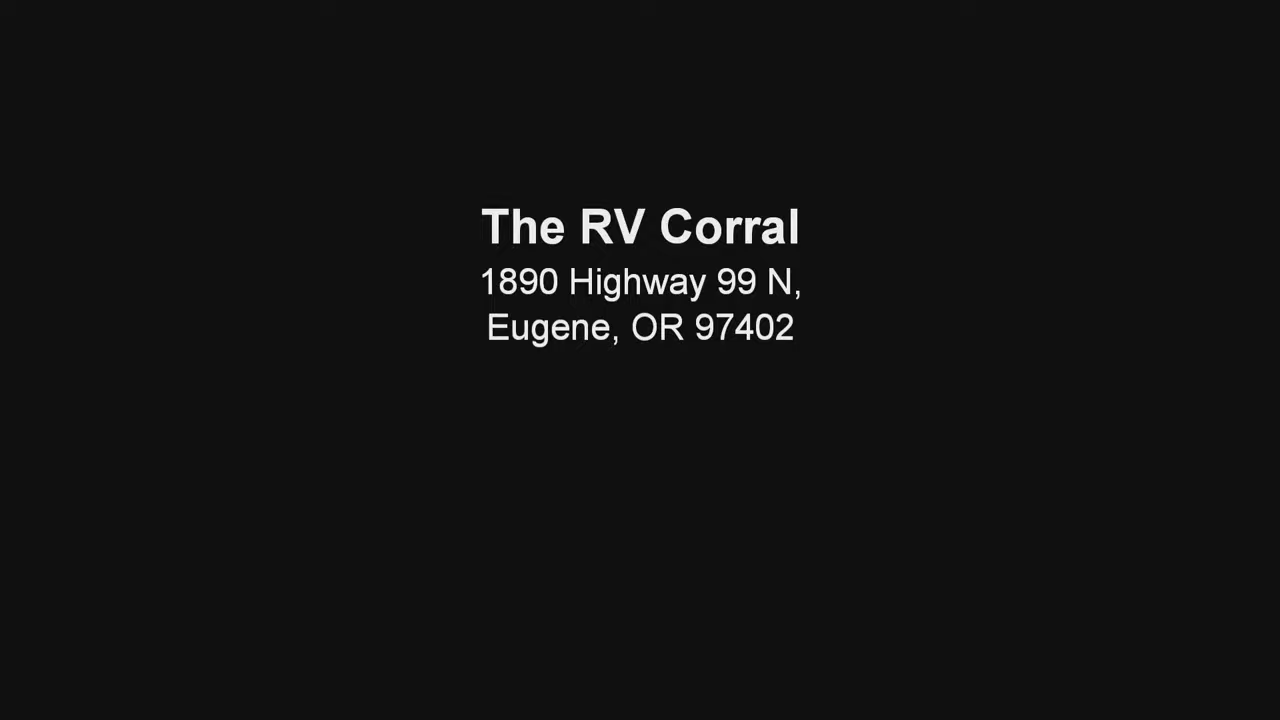 The RV Corral
1890 Highway 99 N,
Eugene, OR 97402